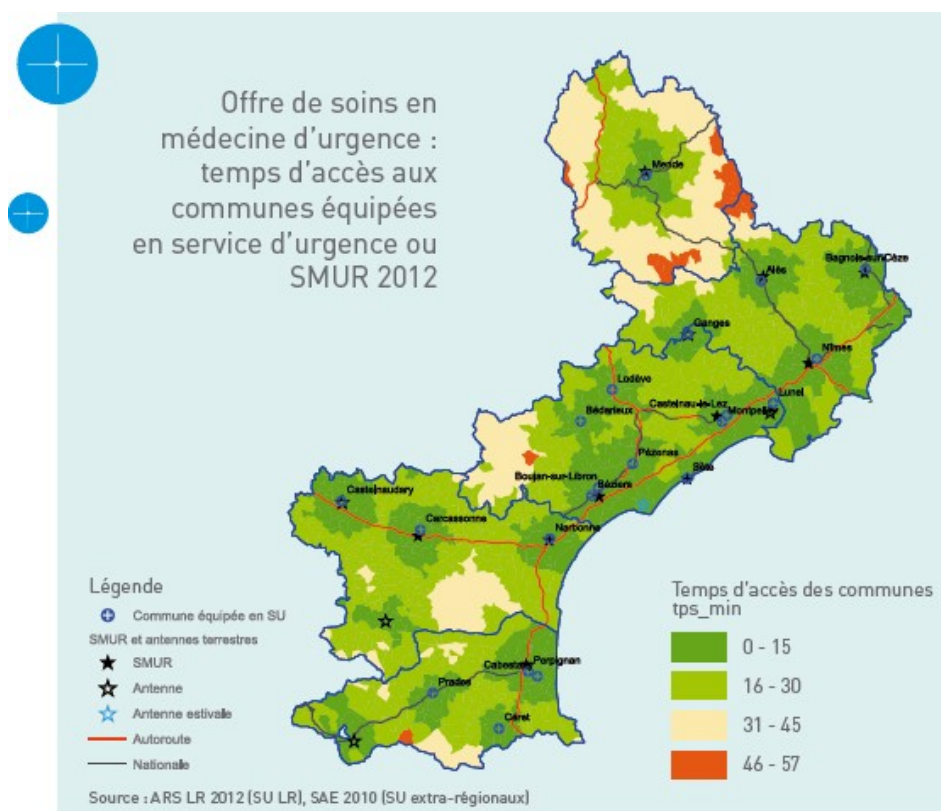 Offre de soins en
médecine d'urgence :
temps d'accès aux
communes équipées
en service d'urgence ou
SMUR 2012
Mende
Alès
Bagnols-sur-Cèze
Ganges
Nîmes
Lodève
Lunel
Castelnau-le-Lez
Montpellier
Bédarieux
Pézenas
Sète
Boujan-sur-Libron
Béziers
Castelnaudary
Carcassonne
Narbonne
Cabestany
Perpignan
Prades
Céret
Légende
Commune équipée en SU
SMUR et antennes terrestres
SMUR
Antenne
Antenne estivale
Autoroute
Nationale
Temps d'accès des communes
tps_min
0 - 15
16 - 30
31 - 45
46 - 57
Source : ARS LR 2012 (SU LR), SAE 2010 (SU extra-régionaux)